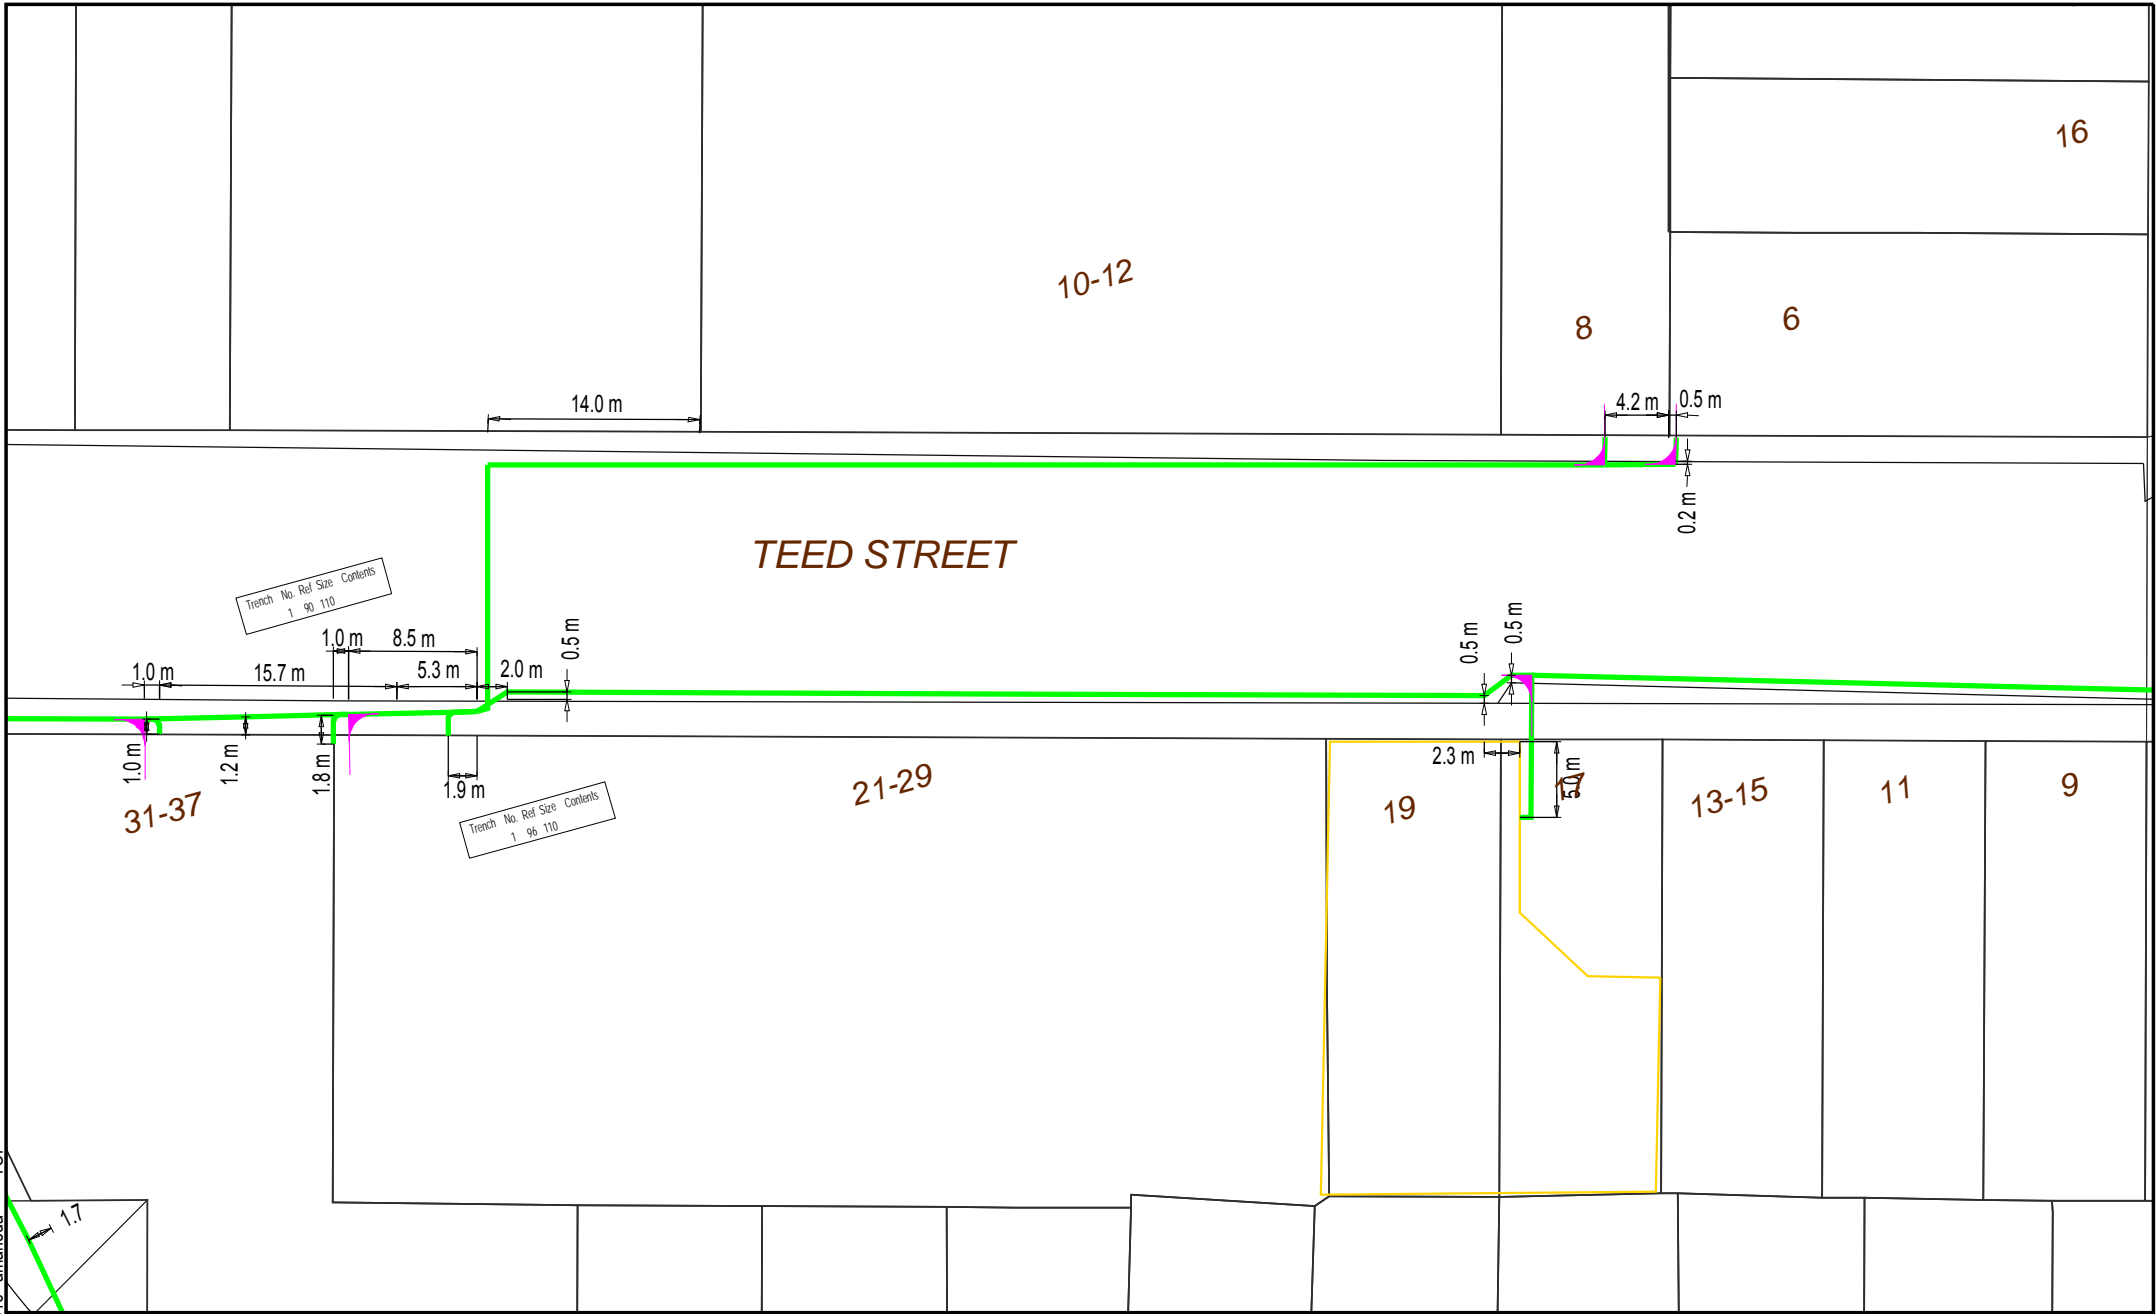 16
10-12
8
6
14.0 m
4.2 m
0.5 m
0.2 m
TEED STREET
Trench No. Ref Size Contents
1 90 110
1.0 m
8.5 m
0.5 m
0.5 m
0.5 m
1.0 m
15.7 m
5.3 m
2.0 m
1.0 m
1.2 m
1.8 m
1.9 m
2.3 m
5.0 m
31-37
21-29
19
17
13-15
11
9
Trench No. Ref Size Contents
1 96 110
1.7